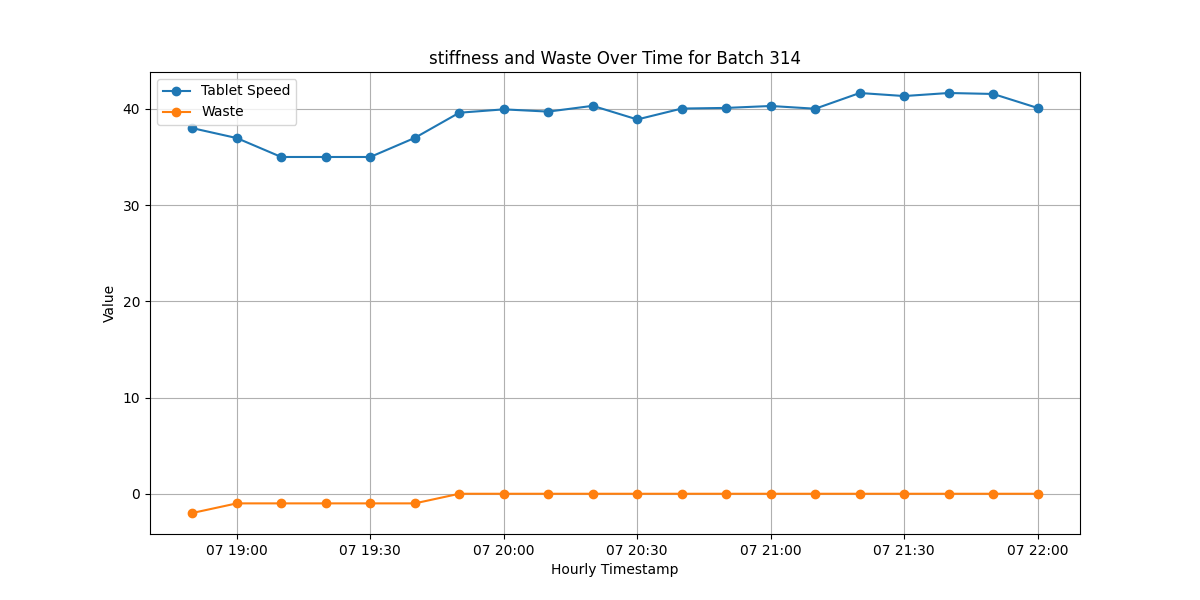 stiffness and Waste Over Time for Batch 314
Tablet Speed
Waste
40
30
20
10
0
Value
07 19:00 07 19:30 07 20:00 07 20:30 07 21:00 07 21:30 07 22:00
Hourly Timestamp